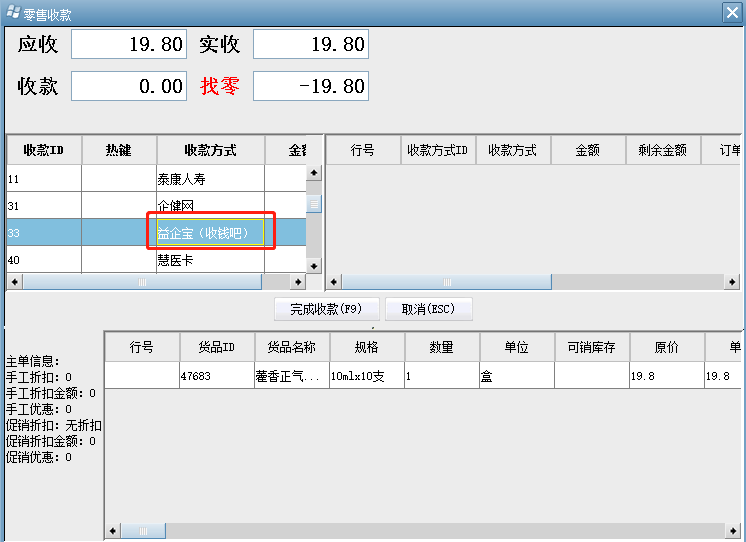 零售收款
应收 19.80 实收 19.80
收款 0.00 找零 -19.80
收款ID 热键 收款方式 金额
11 泰康人寿
31 企健网
33 益企宝（收钱吧）
40 慧医卡
行号 收款方式ID 收款方式 金额 剩余金额 订单
完成收款(F9) 取消(ESC)
主单信息:
手工折扣: 0
手工折扣金额: 0
手工优惠: 0
促销折扣: 无折扣
促销折扣金额: 0
促销优惠: 0
行号 货品ID 货品名称 规格 数量 单位 可销库存 原价 单
47683 藿香正气... 10mlx10支 1 盒 19.8 19.8